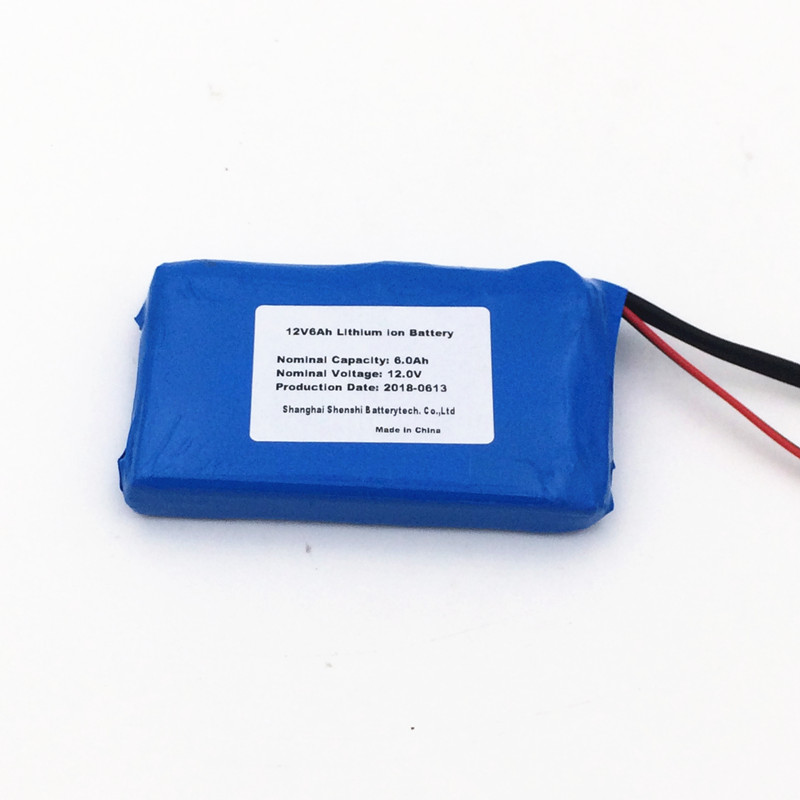 12V6Ah Lithium ion Battery
Nominal Capacity: 6.0Ah
Nominal Voltage: 12.0V
Production Date: 2018-0613
Shanghai Shenshi Batterytech. Co.,Ltd
Made In China